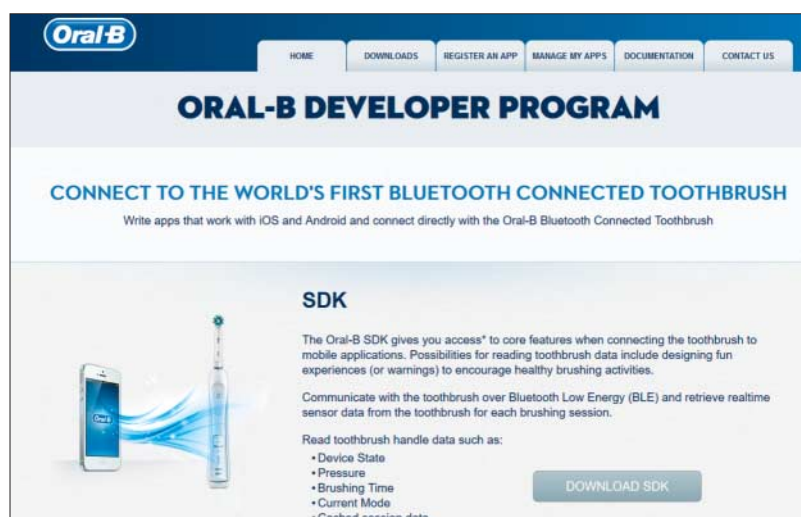 Oral-B
HOME
DOWNLOADS
REGISTER AN APP
MANAGE MY APPS
DOCUMENTATION
CONTACT US
ORAL-B DEVELOPER PROGRAM
CONNECT TO THE WORLD'S FIRST BLUETOOTH CONNECTED TOOTHBRUSH
Write apps that work with iOS and Android and connect directly with the Oral-B Bluetooth Connected Toothbrush
SDK
The Oral-B SDK gives you access* to core features when connecting the toothbrush to
mobile applications. Possibilities for reading toothbrush data include designing fun
experiences (or warnings) to encourage healthy brushing activities.
Communicate with the toothbrush over Bluetooth Low Energy (BLE) and retrieve realtime
sensor data from the toothbrush for each brushing session.
Read toothbrush handle data such as:
• Device State
• Pressure
• Brushing Time
• Current Mode
• Cached session data
DOWNLOAD SDK
Oral-B